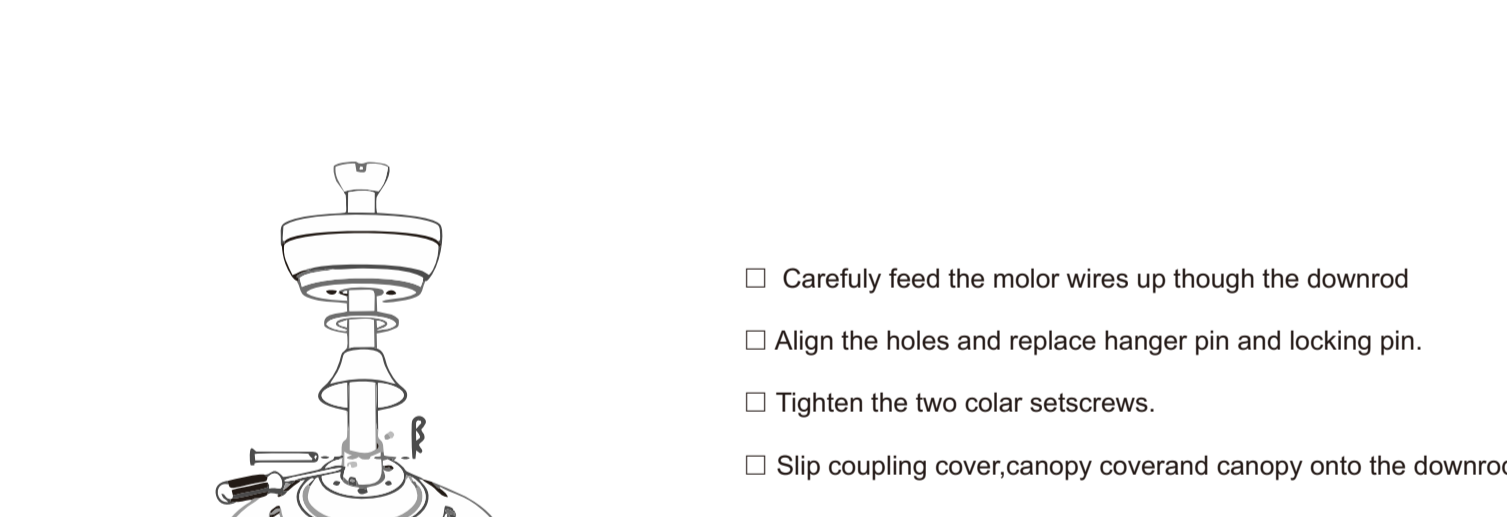 ☐ Carefuly feed the molor wires up though the downrod
☐ Align the holes and replace hanger pin and locking pin.
☐ Tighten the two colar setscrews.
☐ Slip coupling cover,canopy coverand canopy onto the